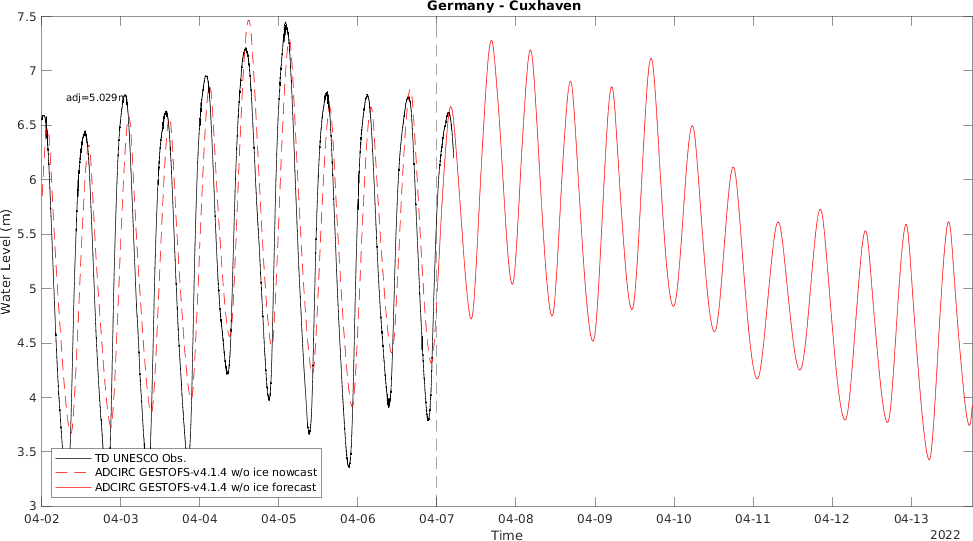 Germany - Cuxhaven
7.5
7
6.5
6
5.5
5
4.5
4
3.5
3
Water Level (m)
adj=5.029m
TD UNESCO Obs.
ADCIRC GESTOFS-v4.1.4 w/o ice nowcast
ADCIRC GESTOFS-v4.1.4 w/o ice forecast
04-02 04-03 04-04 04-05 04-06 04-07 04-08 04-09 04-10 04-11 04-12 04-13
Time
2022